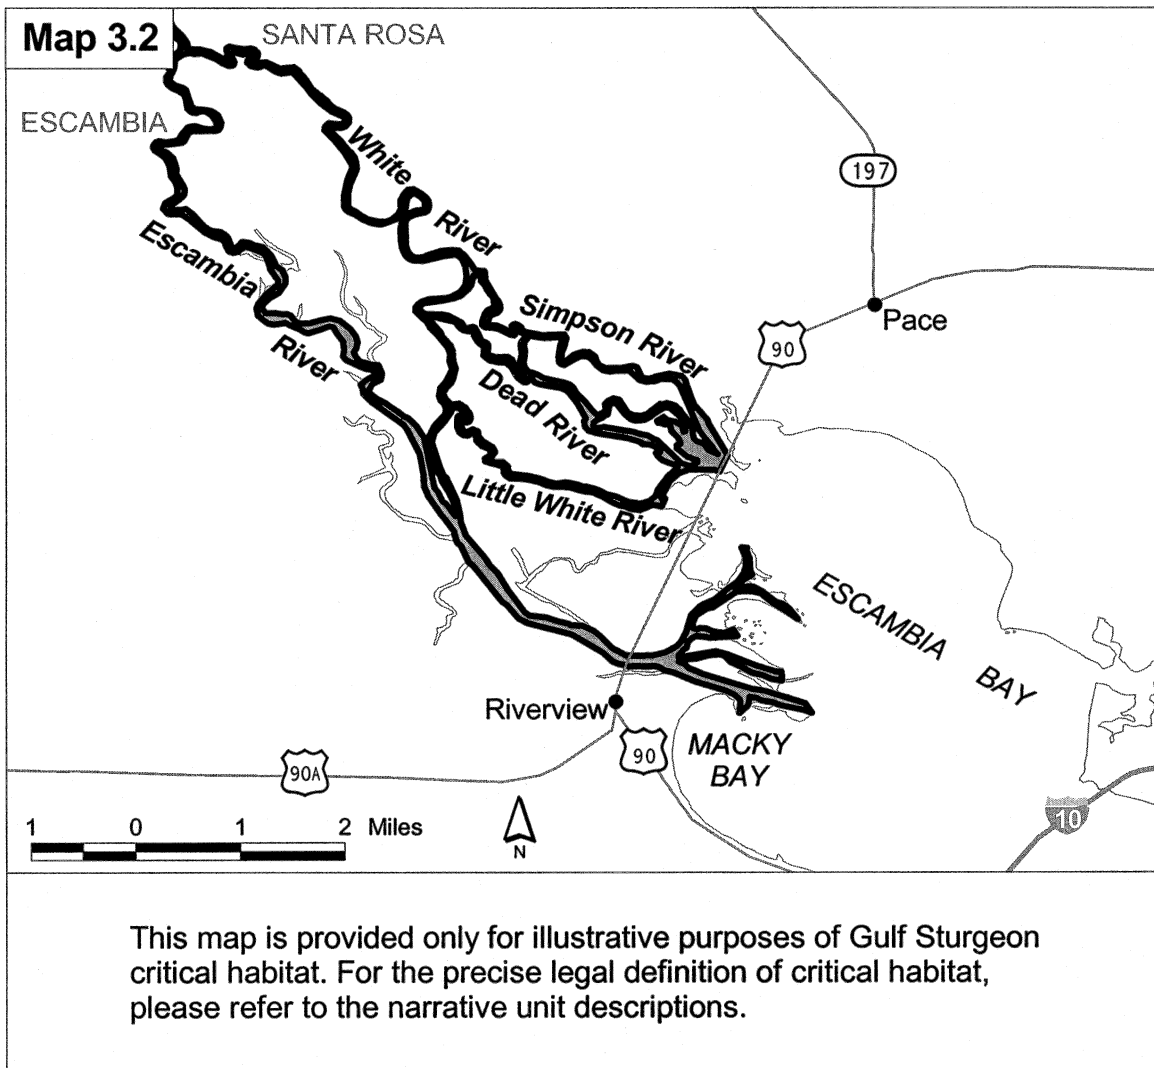 Map 3.2
SANTA ROSA
ESCAMBIA
White
River
197
Escambia
River
Simpson River
Pace
90
Dead River
Little White River
ESCAMBIA
BAY
Riverview
90
MACKY
BAY
90A
10
1 0 1 2 Miles
N
This map is provided only for illustrative purposes of Gulf Sturgeon
critical habitat. For the precise legal definition of critical habitat,
please refer to the narrative unit descriptions.